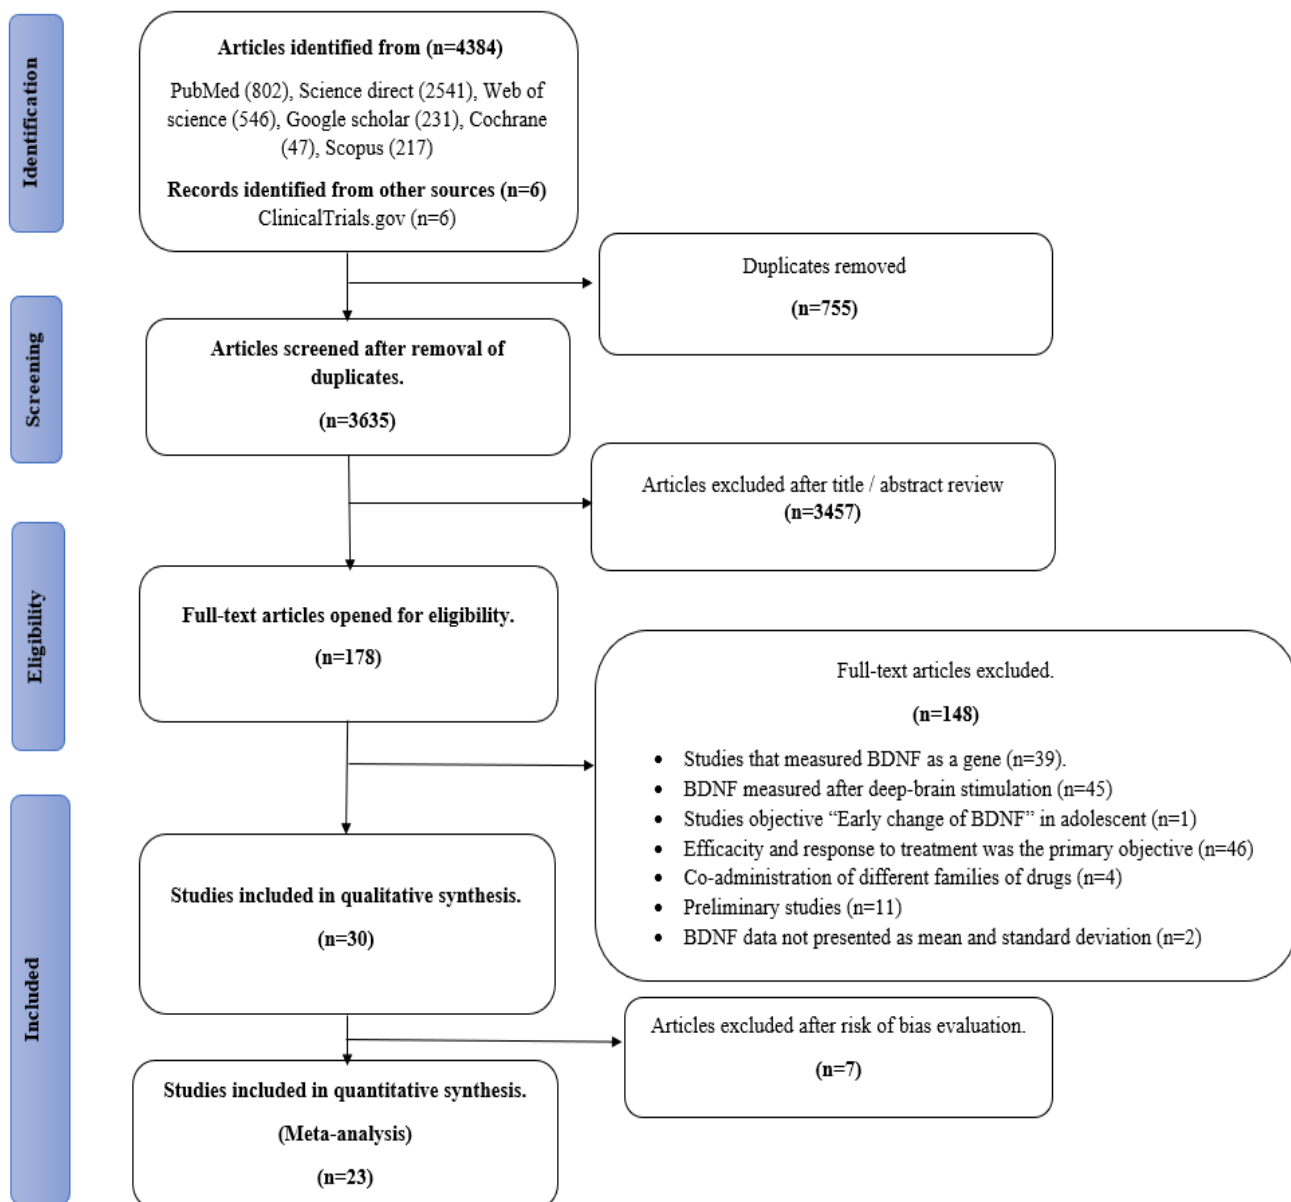 Identification
Articles identified from (n=4384)
PubMed (802), Science direct (2541), Web of
science (546), Google scholar (231), Cochrane
(47), Scopus (217)
Records identified from other sources (n=6)
ClinicalTrials.gov (n=6)
Duplicates removed
(n=755)
Screening
Articles screened after removal of
duplicates.
(n=3635)
Articles excluded after title / abstract review
(n=3457)
Eligibility
Full-text articles opened for eligibility.
(n=178)
Full-text articles excluded.
(n=148)
• Studies that measured BDNF as a gene (n=39).
• BDNF measured after deep-brain stimulation (n=45)
• Studies objective “Early change of BDNF” in adolescent (n=1)
• Efficacity and response to treatment was the primary objective (n=46)
• Co-administration of different families of drugs (n=4)
• Preliminary studies (n=11)
• BDNF data not presented as mean and standard deviation (n=2)
Included
Studies included in qualitative synthesis.
(n=30)
Articles excluded after risk of bias evaluation.
(n=7)
Studies included in quantitative synthesis.
(Meta-analysis)
(n=23)